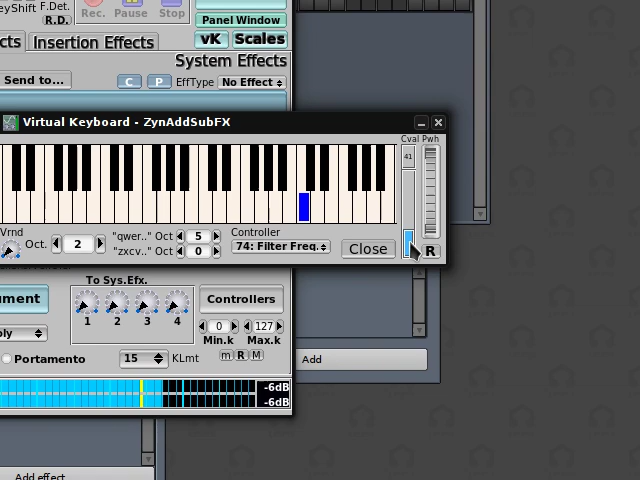 eyShift
F.Det.
R.D.
Rec.
Pause
Stop
Panel Window
cts
Insertion Effects
vK
Scales
System Effects
Send to...
C
P
EffType
No Effect
Virtual Keyboard - ZynAddSubFX
Cval
Pwh
41
Vrnd
Oct.
2
"qwer.." Oct
5
"zxcv.." Oct
0
Controller
74: Filter Freq.
Close
R
To Sys.Efx.
ument
1
2
3
4
Controllers
0
127
Min.k
Max.k
ply
m
R
M
Portamento
15
KLmt
Add
-6dB
-6dB
Add effect